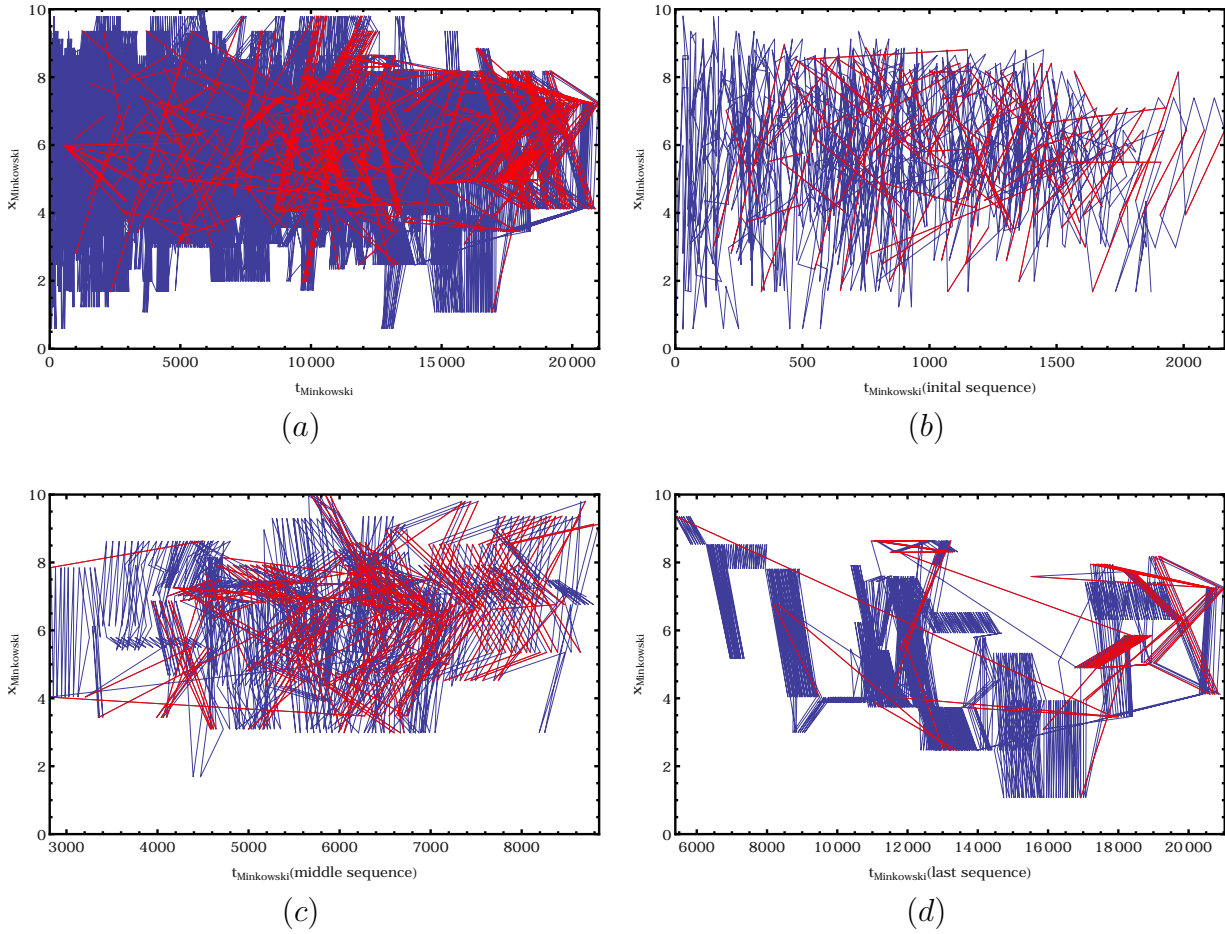 10
8
6
4
2
0
x_Minkowski
0 5000 10 000 15 000 20 000
t_Minkowski
(a)
10
8
6
4
2
0
x_Minkowski
0 500 1000 1500 2000
t_Minkowski(inital sequence)
(b)
10
8
6
4
2
0
x_Minkowski
3000 4000 5000 6000 7000 8000
t_Minkowski(middle sequence)
(c)
10
8
6
4
2
0
x_Minkowski
6000 8000 10 000 12 000 14 000 16 000 18 000 20 000
t_Minkowski(last sequence)
(d)